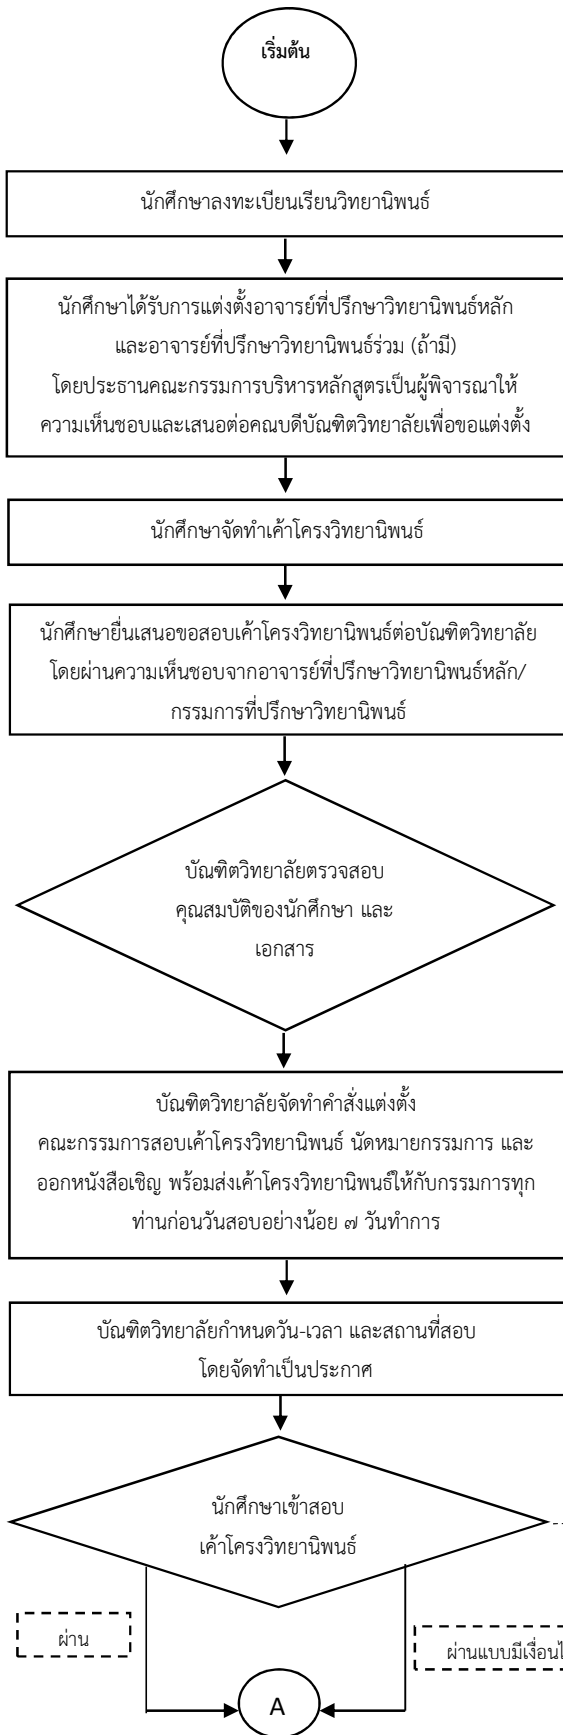 เริ่มต้น
นักศึกษาลงทะเบียนเรียนวิทยานิพนธ์
นักศึกษาได้รับการแต่งตั้งอาจารย์ที่ปรึกษาวิทยานิพนธ์หลัก
และอาจารย์ที่ปรึกษาวิทยานิพนธ์ร่วม (ถ้ามี)
โดยประธานคณะกรรมการบริหารหลักสูตรเป็นผู้พิจารณาให้
ความเห็นชอบและเสนอต่อคณบดีบัณฑิตวิทยาลัยเพื่อขอแต่งตั้ง
นักศึกษาจัดทำเค้าโครงวิทยานิพนธ์
นักศึกษายื่นเสนอขอสอบเค้าโครงวิทยานิพนธ์ต่อบัณฑิตวิทยาลัย
โดยผ่านความเห็นชอบจากอาจารย์ที่ปรึกษาวิทยานิพนธ์หลัก/
กรรมการที่ปรึกษาวิทยานิพนธ์
บัณฑิตวิทยาลัยตรวจสอบ
คุณสมบัติของนักศึกษา และ
เอกสาร
บัณฑิตวิทยาลัยจัดทำคำสั่งแต่งตั้ง
คณะกรรมการสอบเค้าโครงวิทยานิพนธ์ นัดหมายกรรมการ และ
ออกหนังสือเชิญ พร้อมส่งเค้าโครงวิทยานิพนธ์ให้กับกรรมการทุก
ท่านก่อนวันสอบอย่างน้อย ๗ วันทำการ
บัณฑิตวิทยาลัยกำหนดวัน-เวลา และสถานที่สอบ
โดยจัดทำเป็นประกาศ
นักศึกษาเข้าสอบ
เค้าโครงวิทยานิพนธ์
ผ่าน
ผ่านแบบมีเงื่อนไ
A